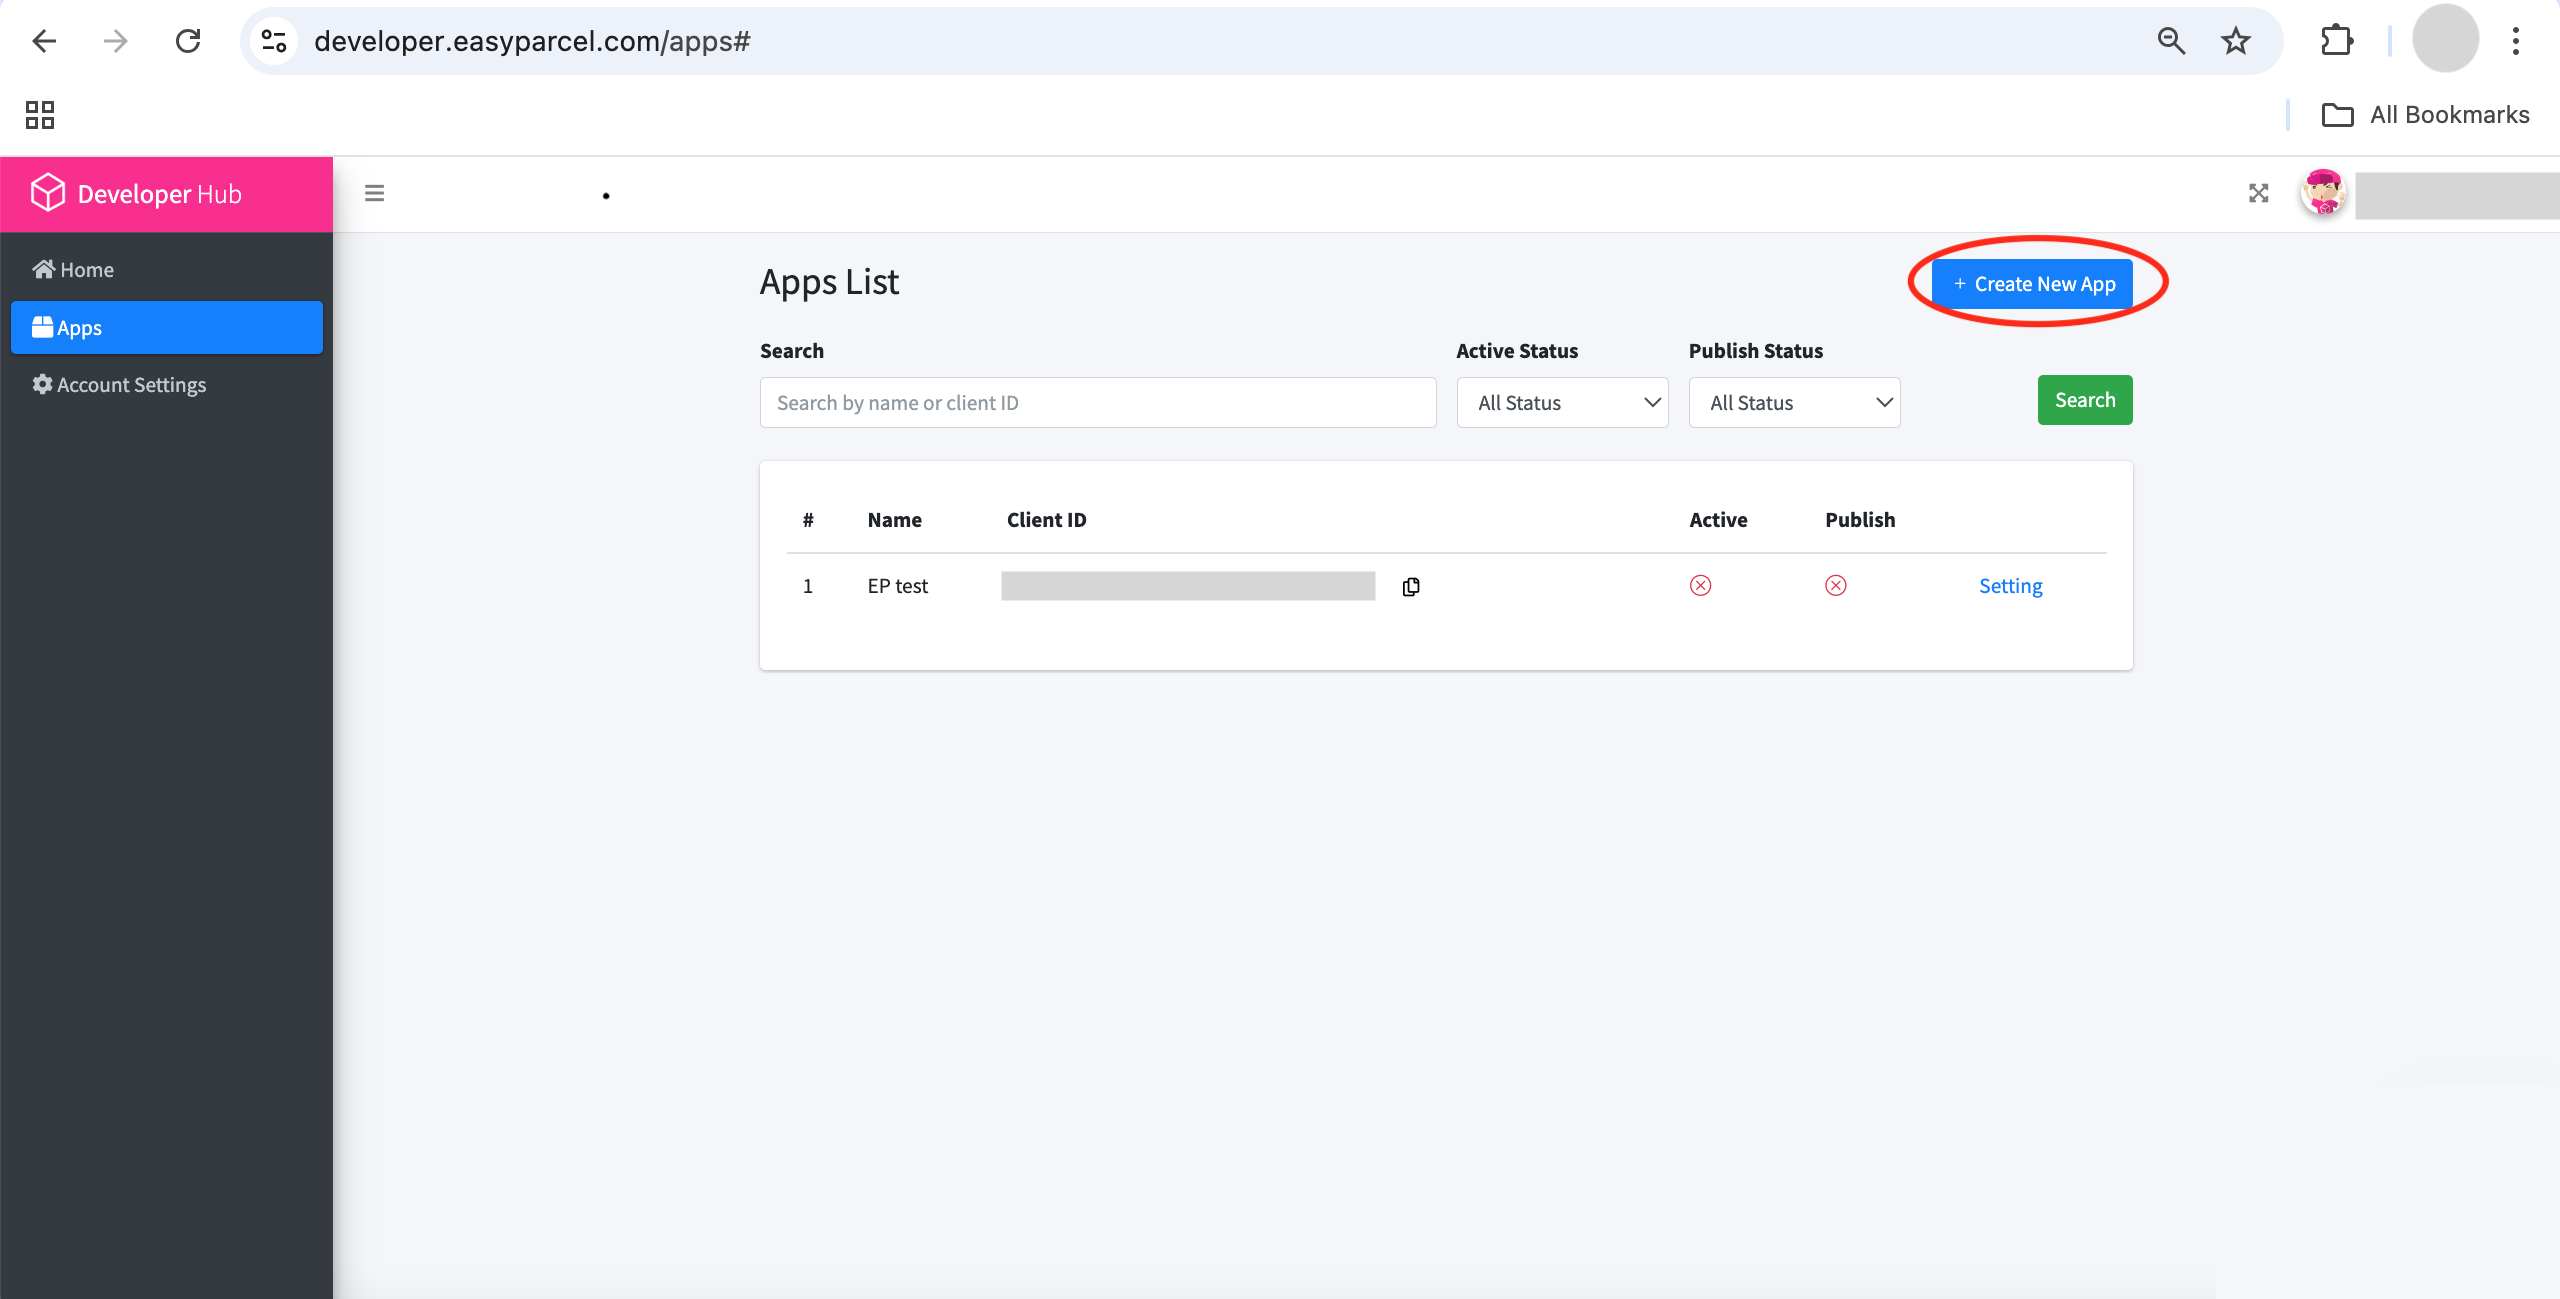 developer.easyparcel.com/apps#
All Bookmarks
Developer Hub
Home
Apps
Account Settings
Apps List
+ Create New App
Search
Active Status
Publish Status
Search by name or client ID
All Status
All Status
Search
# Name Client ID Active Publish
1 EP test Setting